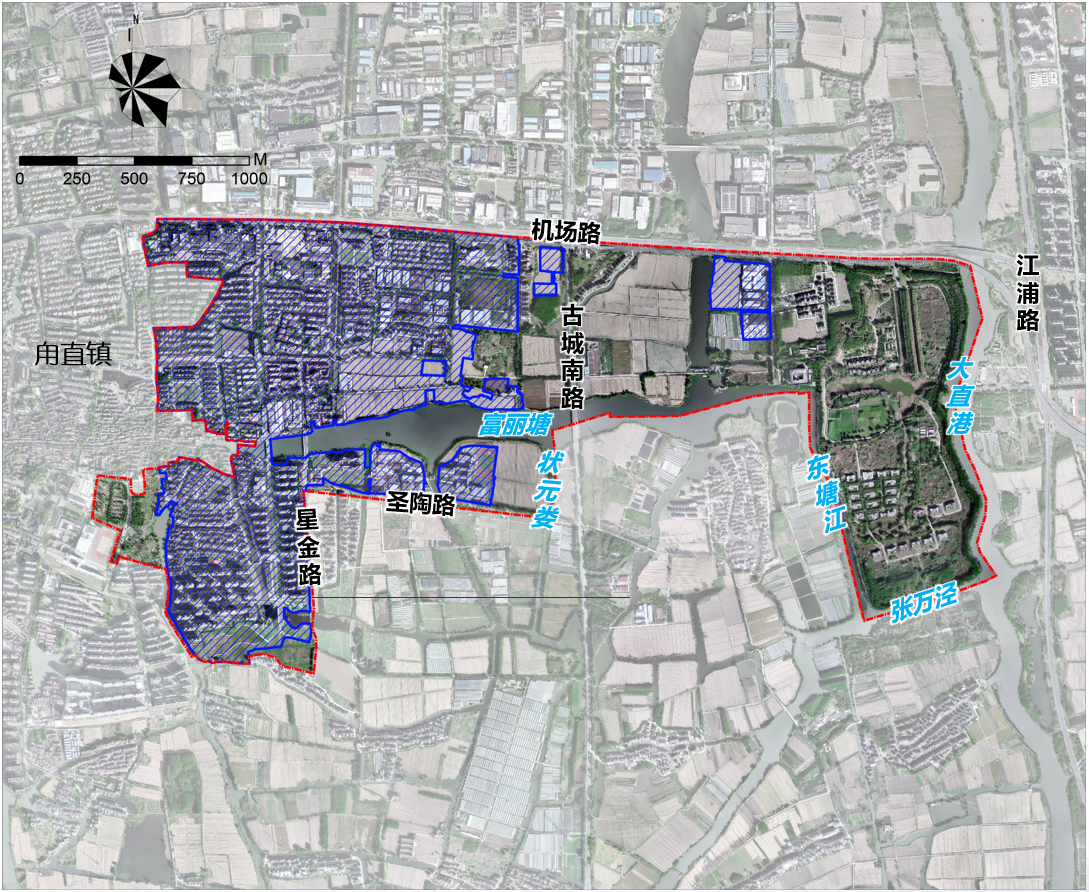 N
M
0 250 500 750 1000
机场路
江浦路
古城南路
甪直镇
大直港
富丽塘
状元娄
东塘江
圣陶路
星金路
张万泾